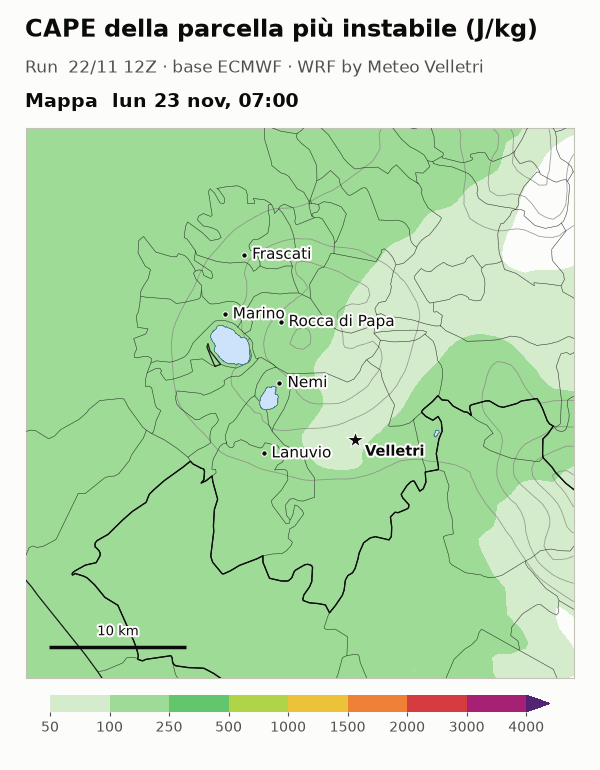 CAPE della parcella più instabile (J/kg)
Run  22/11 12Z · base ECMWF · WRF by Meteo Velletri
Mappa  lun 23 nov, 07:00
Frascati
Marino
Rocca di Papa
Nemi
Velletri
Lanuvio
10 km
50 100 250 500 1000 1500 2000 3000 4000